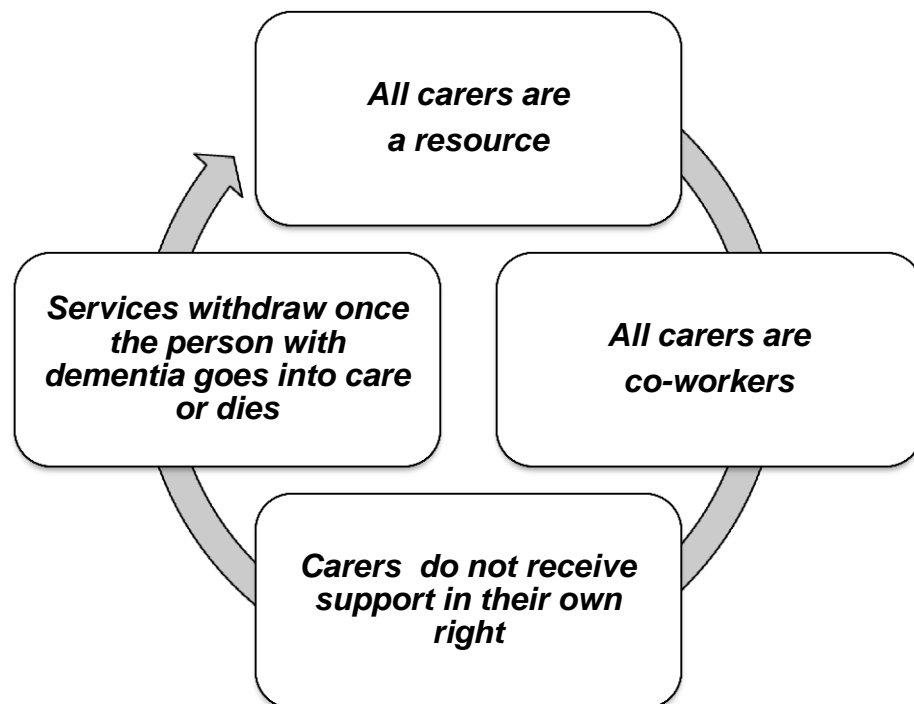 All carers are
a resource
All carers are
co-workers
Carers do not receive
support in their own
right
Services withdraw once
the person with
dementia goes into care
or dies